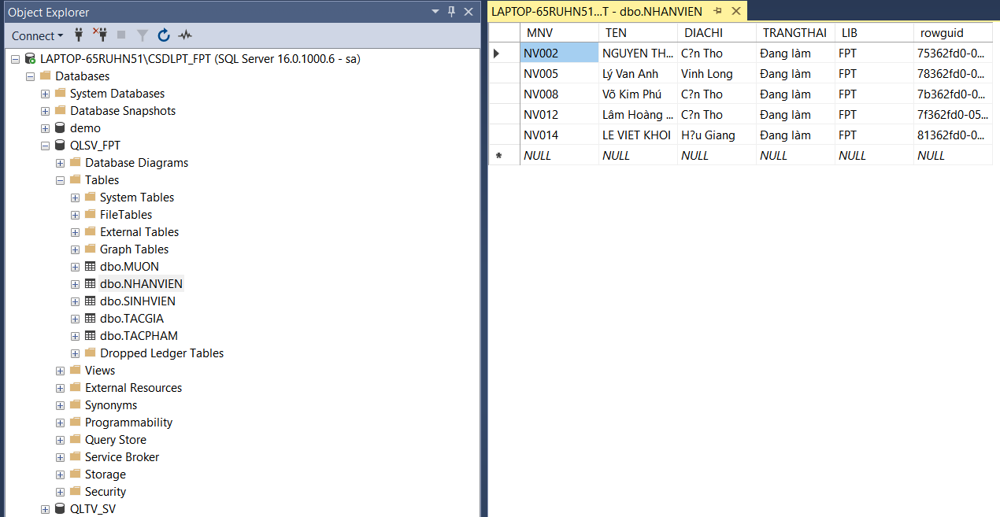 Object Explorer
Connect
LAPTOP-65RUHN51\CSDLPT_FPT (SQL Server 16.0.1000.6 - sa)
Databases
System Databases
Database Snapshots
demo
QLSV_FPT
Database Diagrams
Tables
System Tables
FileTables
External Tables
Graph Tables
dbo.MUON
dbo.NHANVIEN
dbo.SINHVIEN
dbo.TACGIA
dbo.TACPHAM
Dropped Ledger Tables
Views
External Resources
Synonyms
Programmability
Query Store
Service Broker
Storage
Security
QLTV_SV
LAPTOP-65RUHN51...T - dbo.NHANVIEN
MNV TEN DIACHI TRANGTHAI LIB rowguid
NV002 NGUYEN TH... C?n Tho Đang làm FPT 75362fd0-0...
NV005 Lý Van Anh Vinh Long Đang làm FPT 78362fd0-0...
NV008 Võ Kim Phú C?n Tho Đang làm FPT 7b362fd0-0...
NV012 Lâm Hoàng ... C?n Tho Đang làm FPT 7f362fd0-05...
NV014 LE VIET KHOI H?u Giang Đang làm FPT 81362fd0-0...
NULL NULL NULL NULL NULL NULL